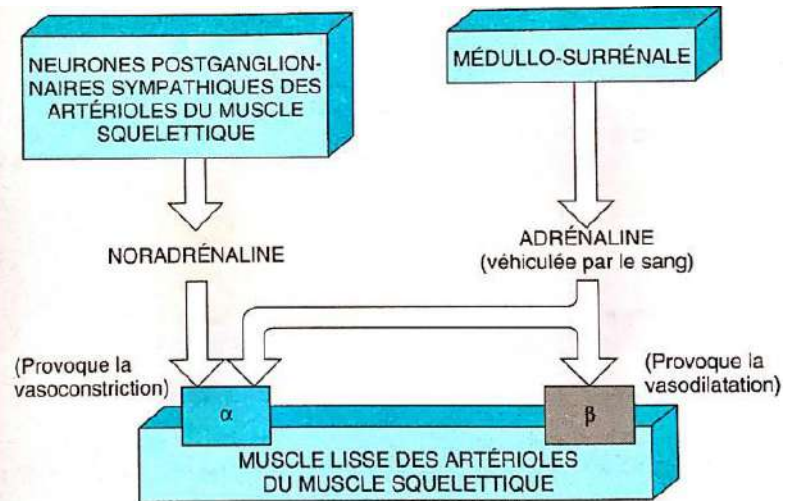 NEURONES POSTGANGLION-
NAIRES SYMPATHIQUES DES
ARTÉRIOLES DU MUSCLE
SQUELETTIQUE
MÉDULLO-SURRÉNALE
NORADRÉNALINE
ADRÉNALINE
(véhiculée par le sang)
(Provoque la
vasoconstriction)
(Provoque la
vasodilatation)
α
β
MUSCLE LISSE DES ARTÉRIOLES
DU MUSCLE SQUELETTIQUE